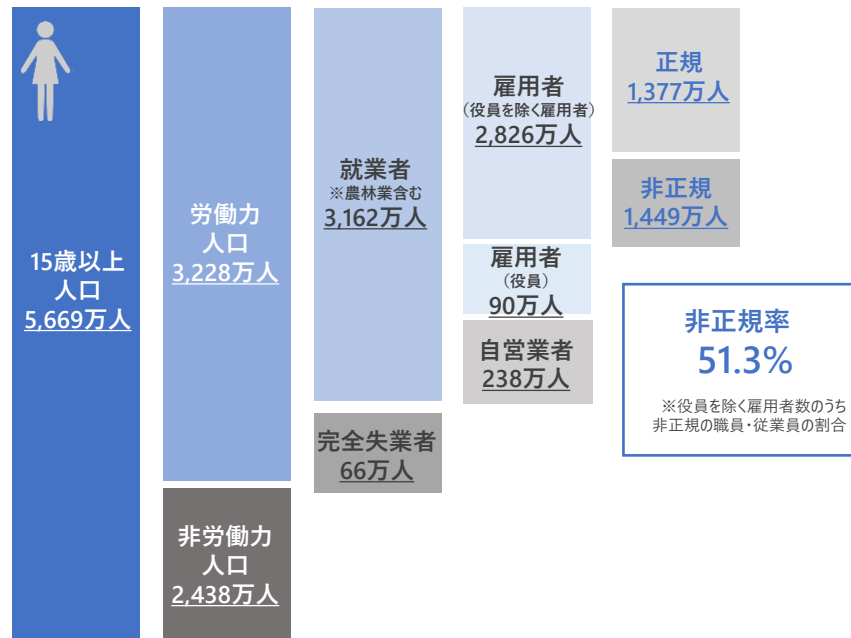 15歳以上
人口
5,669万人
労働力
人口
3,228万人
非労働力
人口
2,438万人
就業者
※農林業含む
3,162万人
完全失業者
66万人
雇用者
(役員を除く雇用者)
2,826万人
雇用者
(役員)
90万人
自営業者
238万人
正規
1,377万人
非正規
1,449万人
非正規率
51.3%
※役員を除く雇用者数のうち
非正規の職員・従業員の割合